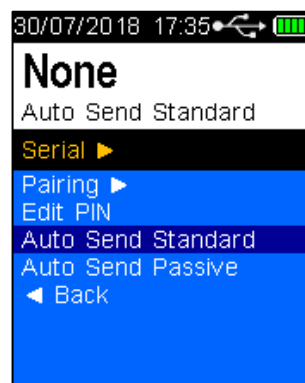 30/07/2018 17:35
None
Auto Send Standard
Serial ▶
Pairing ▶
Edit PIN
Auto Send Standard
Auto Send Passive
◀ Back